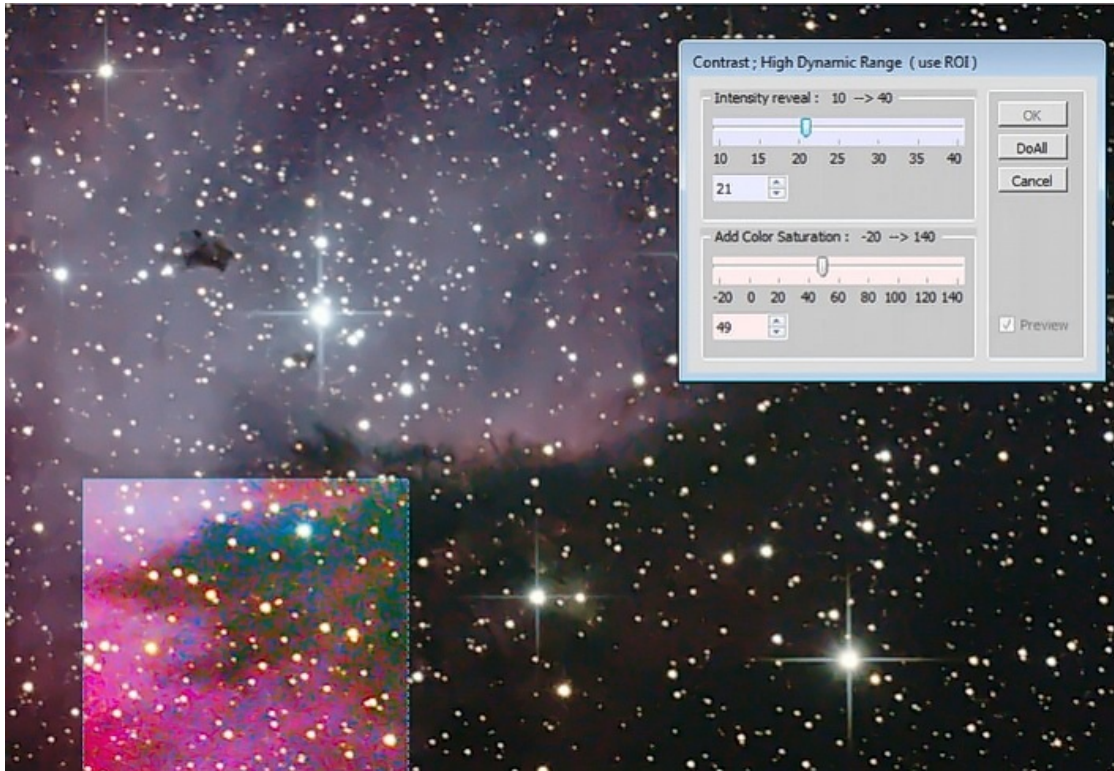 Contrast ; High Dynamic Range ( use ROI )
Intensity reveal : 10 --> 40
10 15 20 25 30 35 40
21
Add Color Saturation : -20 --> 140
-20 0 20 40 60 80 100 120 140
49
OK
DoAll
Cancel
Preview